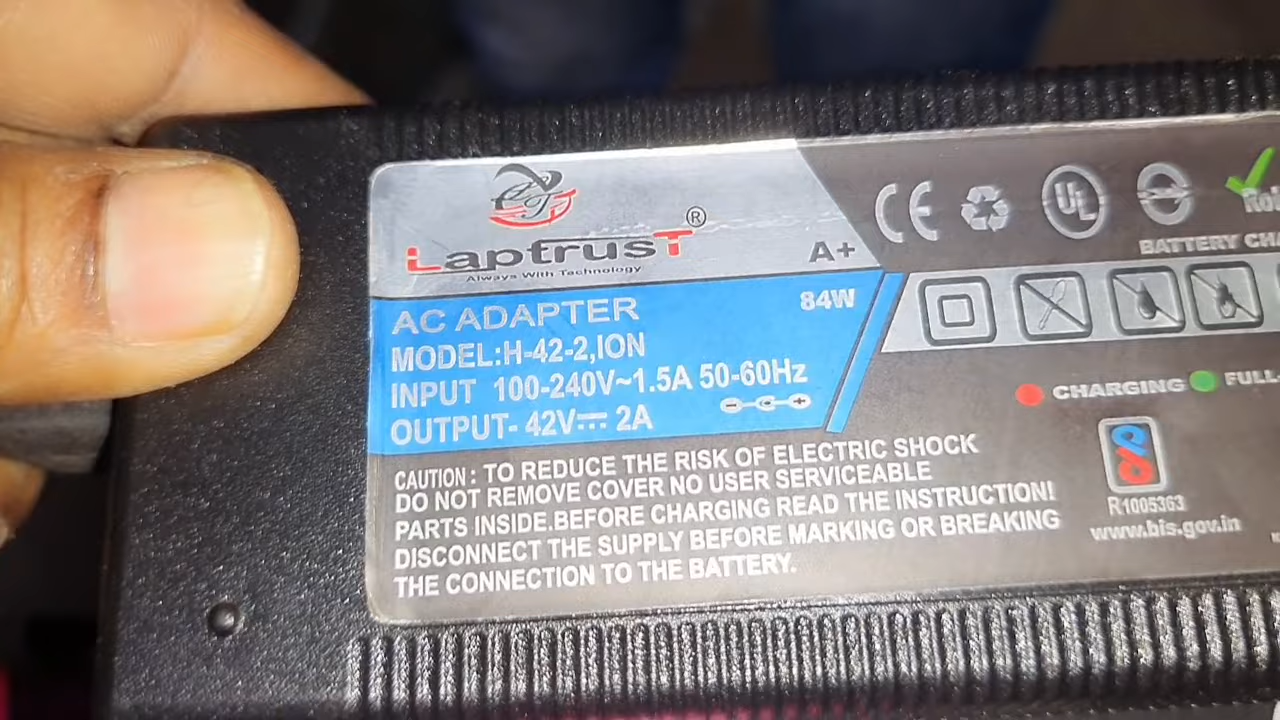 Laptrust®
Always With Technology
A+
CE
UL
BATTERY
AC ADAPTER
84W
MODEL:H-42-2,ION
INPUT 100-240V~1.5A 50-60Hz
OUTPUT- 42V⎓ 2A
CHARGING
CAUTION: TO REDUCE THE RISK OF ELECTRIC SHOCK
DO NOT REMOVE COVER NO USER SERVICEABLE
PARTS INSIDE.BEFORE CHARGING READ THE INSTRUCTION!
DISCONNECT THE SUPPLY BEFORE MARKING OR BREAKING
THE CONNECTION TO THE BATTERY.
R1005363
www.bis.gov.in